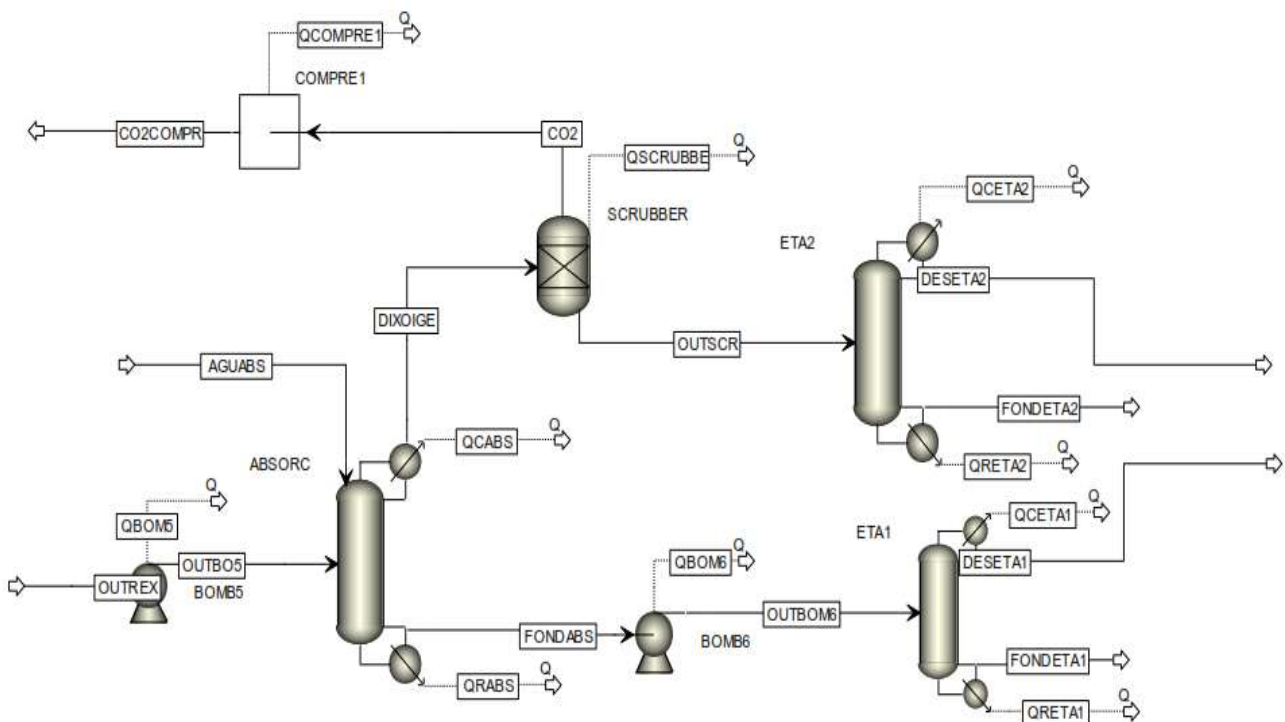 Q
QCOMPRE1
COMPRE1
CO2COMPR
CO2
QSCRUBBE
Q
SCRUBBER
Q
QCETA2
ETA2
DESETA2
DIXOIGE
OUTSCR
AGUABS
FONDETA2
Q
QCABS
Q
QRETA2
ABSORC
Q
QBOM5
Q
QCETA1
ETA1
Q
QBOM6
OUTBO5
DESETA1
OUTREX
BOMB5
OUTBOM6
FONDABS
BOMB6
FONDETA1
Q
QRABS
Q
QRETA1